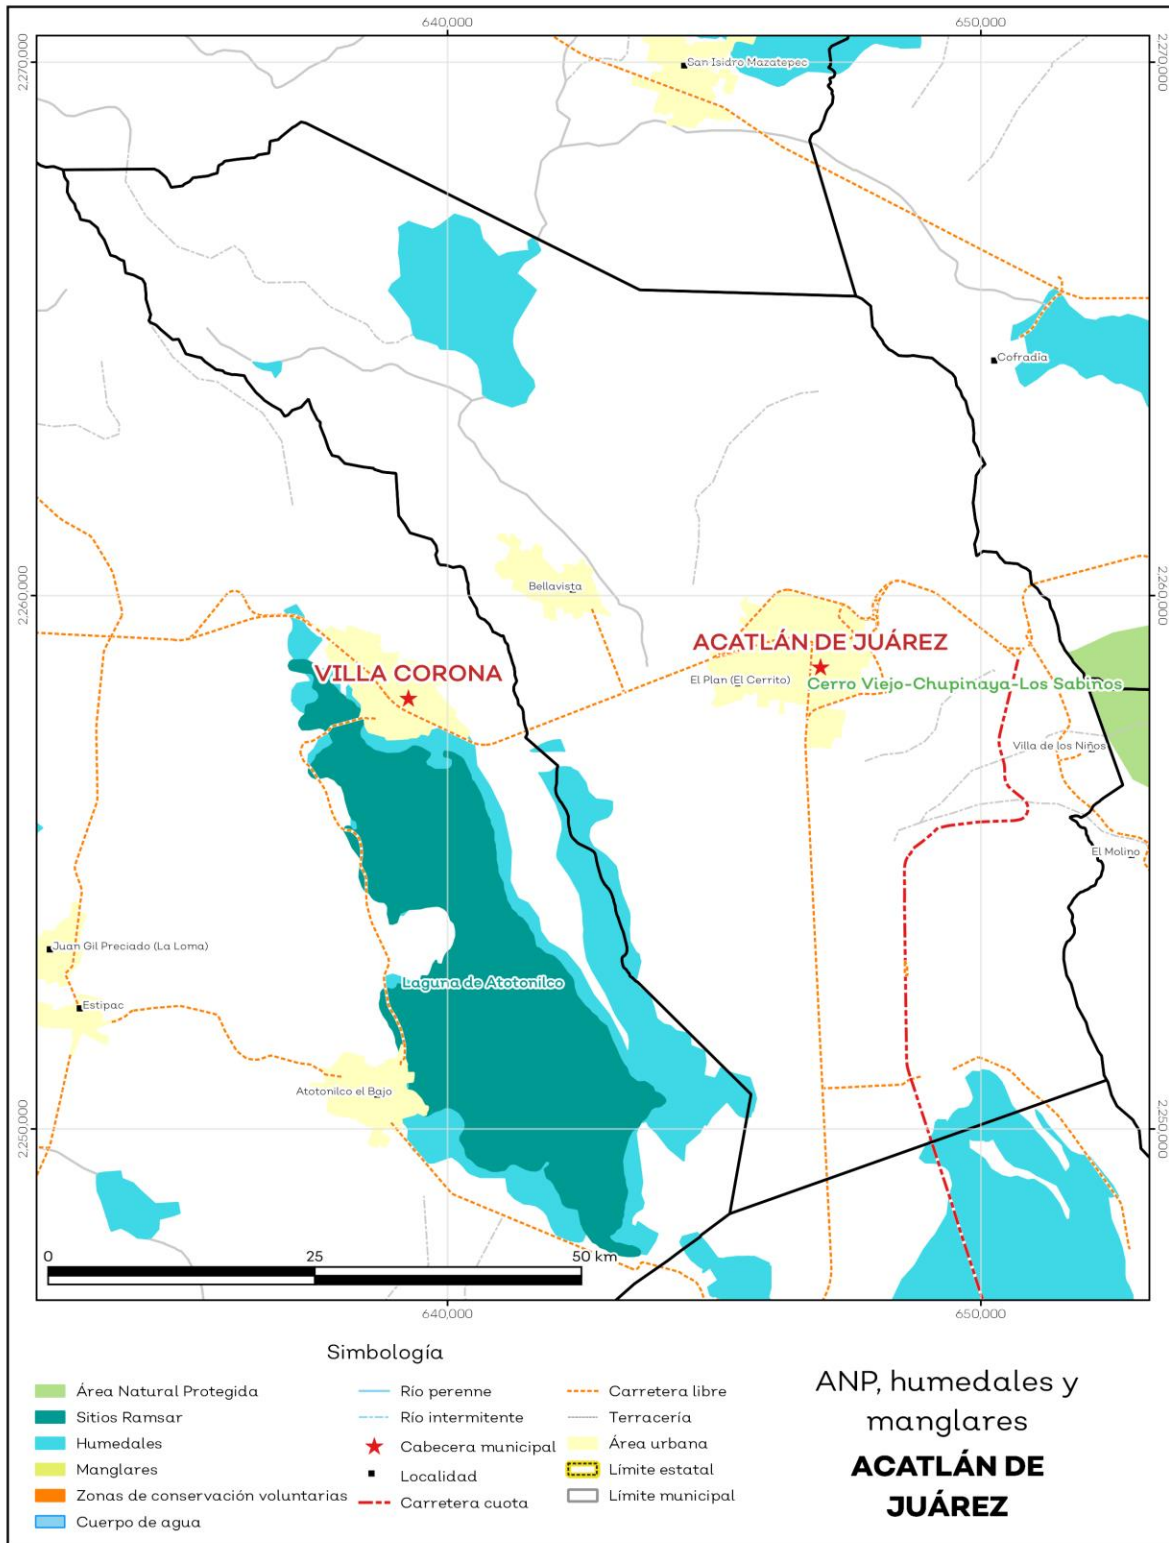 640,000
650,000
2,270,000
2,270,000
San Isidro Mazatepec
Cofradía
Bellavista
2,260,000
2,260,000
ACATLÁN DE JUÁREZ
VILLA CORONA
El Plan (El Cerrito)
Cerro Viejo-Chupinaya-Los Sabinos
Villa de los Niños
El Molino
Juan Gil Preciado (La Loma)
Laguna de Atotonilco
Estipac
Atotonilco el Bajo
2,250,000
2,250,000
0
25
50 km
640,000
650,000
Simbología
Área Natural Protegida
Sitios Ramsar
Humedales
Manglares
Zonas de conservación voluntarias
Cuerpo de agua
Río perenne
Río intermitente
Cabecera municipal
Localidad
Carretera cuota
Carretera libre
Terracería
Área urbana
Límite estatal
Límite municipal
ANP, humedales y
manglares
ACATLÁN DE
JUÁREZ